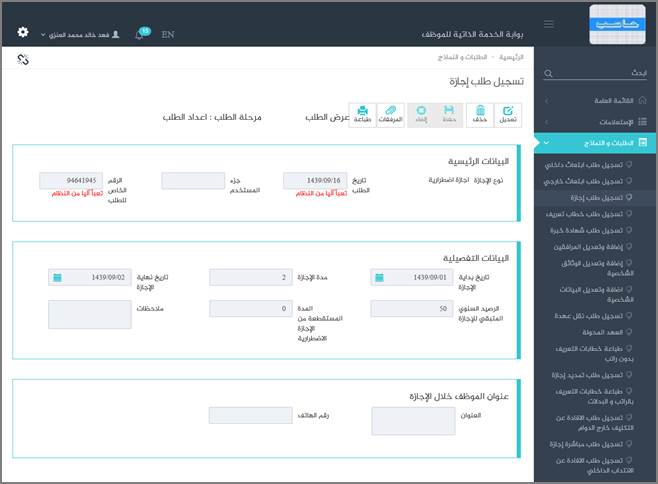 حاسب
بوابة الخدمة الذاتية للموظف
EN
15
فهد خالد محمد العنزي
الرئيسية - الطلبات و النماذج
تسجيل طلب إجازة
تعديل
حذف
حفظ
إلغاء
المرفقات
طباعة
عرض الطلب
مرحلة الطلب : اعداد الطلب
البيانات الرئيسية
نوع الإجازة
اجازة اضطرارية
تاريخ الطلب
1439/09/16
تعبأ آليا من النظام
جزء المستخدم
الرقم الخاص للطلب
94641945
تعبأ آليا من النظام
البيانات التفصيلية
تاريخ بداية الإجازة
1439/09/01
مدة الإجازة
2
تاريخ نهاية الإجازة
1439/09/02
الرصيد السنوي المتبقي للإجازة
50
المدة المستقطعة من الإجازة الاضطرارية
0
ملاحظات
عنوان الموظف خلال الإجازة
العنوان
رقم الهاتف
ابحث
القائمة العامة
الإستعلامات
الطلبات و النماذج
تسجيل طلب ابتعاث داخلي
تسجيل طلب ابتعاث خارجي
تسجيل طلب إجازة
تسجيل طلب خطاب تعريف
تسجيل طلب شهادة خبرة
إضافة وتعديل المرافقين
إضافة وتعديل الوثائق
الشخصية
اضافة وتعديل البيانات
الشخصية
تسجيل طلب نقل عهدة
العهد المحولة
طباعة خطابات التعريف
بدون راتب
تسجيل طلب تمديد إجازة
طباعة خطابات التعريف
بالراتب و البدلات
تسجيل طلب الافادة عن
التكليف خارج الدوام
تسجيل طلب مباشرة إجازة
تسجيل طلب الافادة عن
الانتداب الداخلي